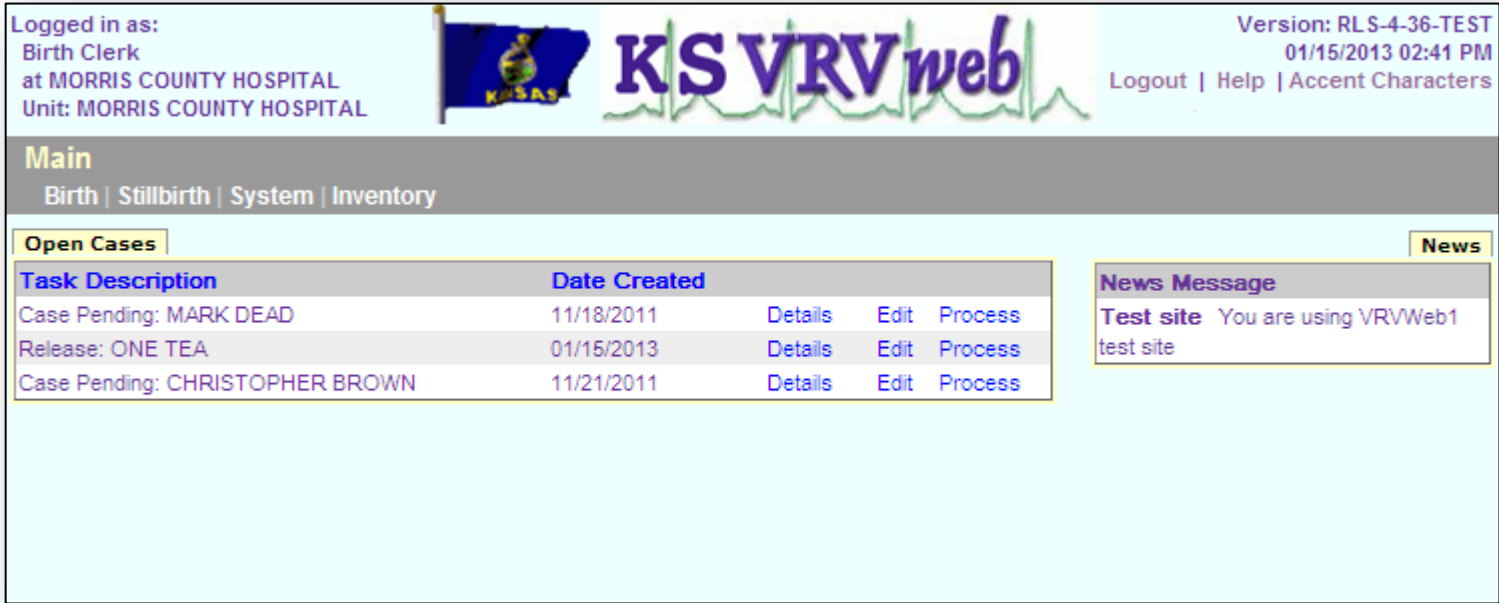 Logged in as:
Birth Clerk
at MORRIS COUNTY HOSPITAL
Unit: MORRIS COUNTY HOSPITAL
KANSAS
KS VRVweb
Version: RLS-4-36-TEST
01/15/2013 02:41 PM
Logout | Help | Accent Characters
Main
Birth | Stillbirth | System | Inventory
Open Cases
Task Description Date Created
Case Pending: MARK DEAD 11/18/2011 Details Edit Process
Release: ONE TEA 01/15/2013 Details Edit Process
Case Pending: CHRISTOPHER BROWN 11/21/2011 Details Edit Process
News
News Message
Test site You are using VRVWeb1
test site